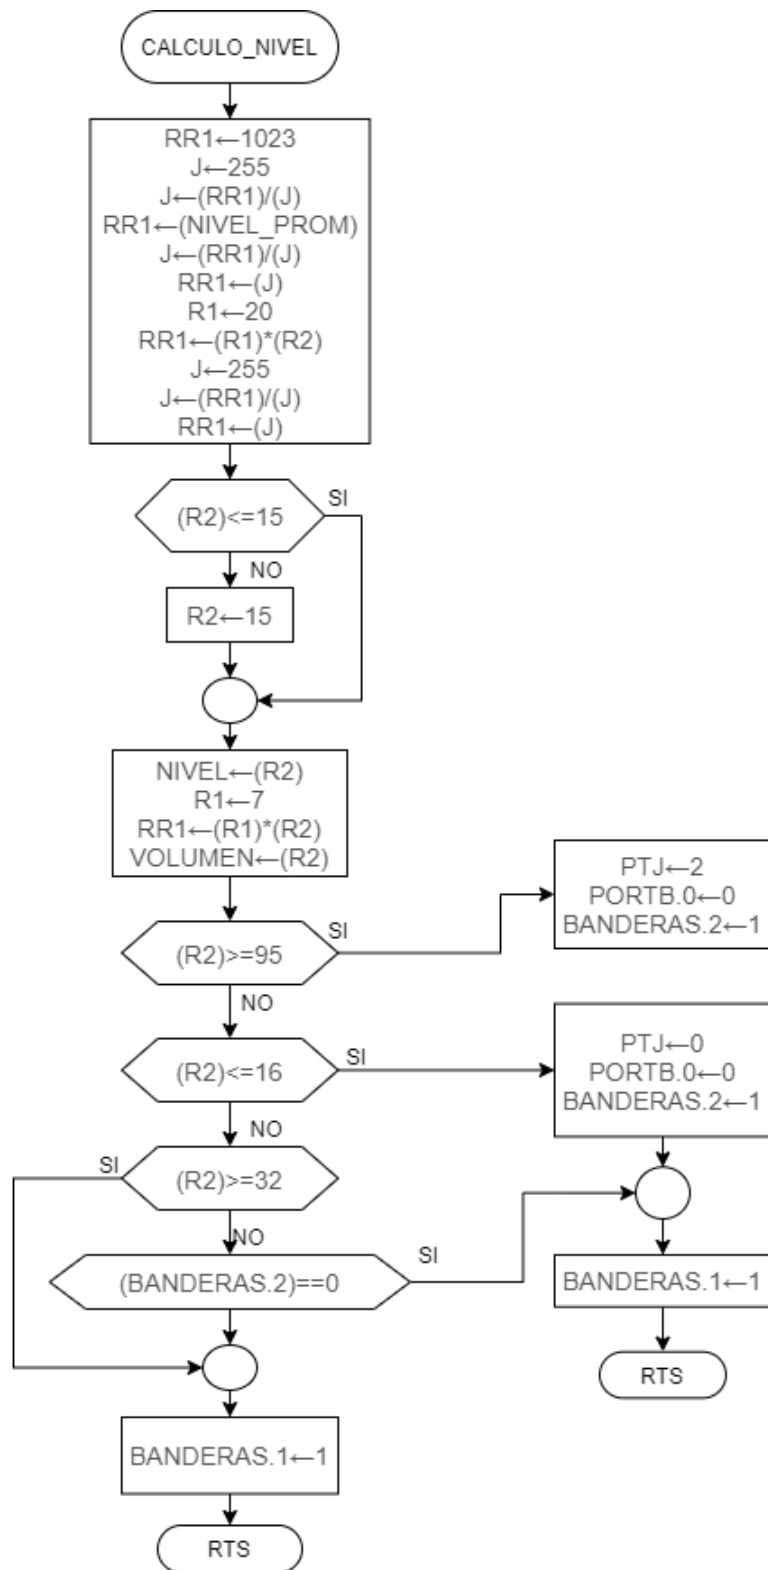 CALCULO_NIVEL
RR1←1023
J←255
J←(RR1)/(J)
RR1←(NIVEL_PROM)
J←(RR1)/(J)
RR1←(J)
R1←20
RR1←(R1)*(R2)
J←255
J←(RR1)/(J)
RR1←(J)
SI
(R2)<=15
NO
R2←15
NIVEL←(R2)
R1←7
RR1←(R1)*(R2)
VOLUMEN←(R2)
PTJ←2
PORTB.0←0
BANDERAS.2←1
SI
(R2)>=95
NO
PTJ←0
PORTB.0←0
BANDERAS.2←1
SI
(R2)<=16
NO
SI
(R2)>=32
NO
SI
(BANDERAS.2)==0
BANDERAS.1←1
RTS
BANDERAS.1←1
RTS